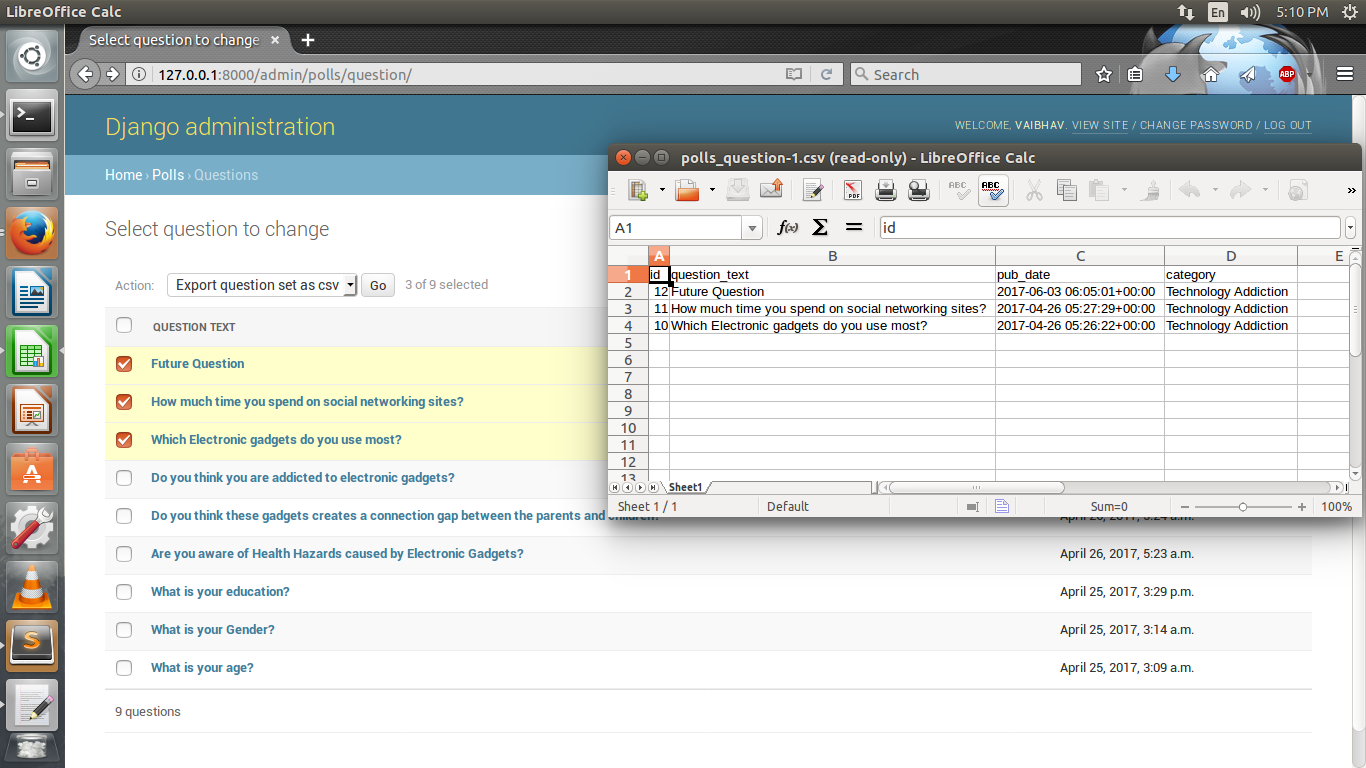 LibreOffice Calc
En
5:10 PM
Select question to change
127.0.0.1:8000/admin/polls/question/
Search
ABP
Django administration
WELCOME, VAIBHAV. VIEW SITE / CHANGE PASSWORD / LOG OUT
Home › Polls › Questions
Select question to change
Action: Export question set as csv Go 3 of 9 selected
QUESTION TEXT
Future Question
How much time you spend on social networking sites?
Which Electronic gadgets do you use most?
Do you think you are addicted to electronic gadgets?
Do you think these gadgets creates a connection gap between the parents and children?
Are you aware of Health Hazards caused by Electronic Gadgets? April 26, 2017, 5:23 a.m.
What is your education? April 25, 2017, 3:29 p.m.
What is your Gender? April 25, 2017, 3:14 a.m.
What is your age? April 25, 2017, 3:09 a.m.
9 questions
polls_question-1.csv (read-only) - LibreOffice Calc
PDF ABC ABC »
A1 f(x) Σ = id
A B C D E
1 id question_text pub_date category
2 12 Future Question 2017-06-03 06:05:01+00:00 Technology Addiction
3 11 How much time you spend on social networking sites? 2017-04-26 05:27:29+00:00 Technology Addiction
4 10 Which Electronic gadgets do you use most? 2017-04-26 05:26:22+00:00 Technology Addiction
5
6
7
8
9
10
11
12
13
Sheet1
Sheet 1 / 1 Default Sum=0 100%